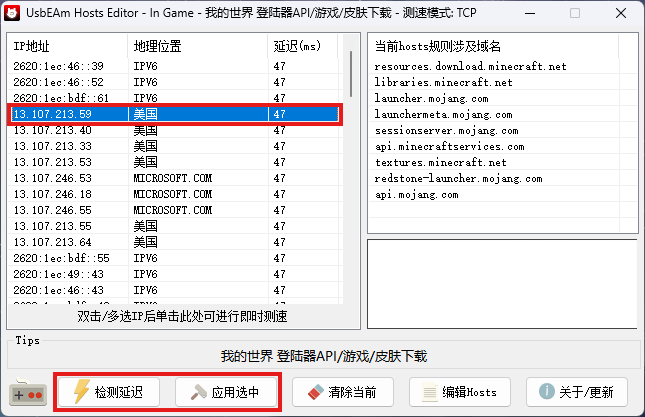 UsbEAm Hosts Editor - In Game - 我的世界 登陆器API/游戏/皮肤下载 - 测速模式: TCP
IP地址 地理位置 延迟(ms)
2620:1ec:46::39 IPV6 47
2620:1ec:46::52 IPV6 47
2620:1ec:bdf::61 IPV6 47
13.107.213.59 美国 47
13.107.213.40 美国 47
13.107.213.33 美国 47
13.107.213.53 美国 47
13.107.246.53 MICROSOFT.COM 47
13.107.246.18 MICROSOFT.COM 47
13.107.246.55 MICROSOFT.COM 47
13.107.213.55 美国 47
13.107.213.64 美国 47
2620:1ec:bdf::55 IPV6 47
2620:1ec:49::43 IPV6 47
2620:1ec:46::43 IPV6 47
双击/多选IP后单击此处可进行即时测速
当前hosts规则涉及域名
resources.download.minecraft.net
libraries.minecraft.net
launcher.mojang.com
launchermeta.mojang.com
sessionserver.mojang.com
api.minecraftservices.com
textures.minecraft.net
redstone-launcher.mojang.com
api.mojang.com
Tips
我的世界 登陆器API/游戏/皮肤下载
检测延迟
应用选中
清除当前
编辑Hosts
关于/更新